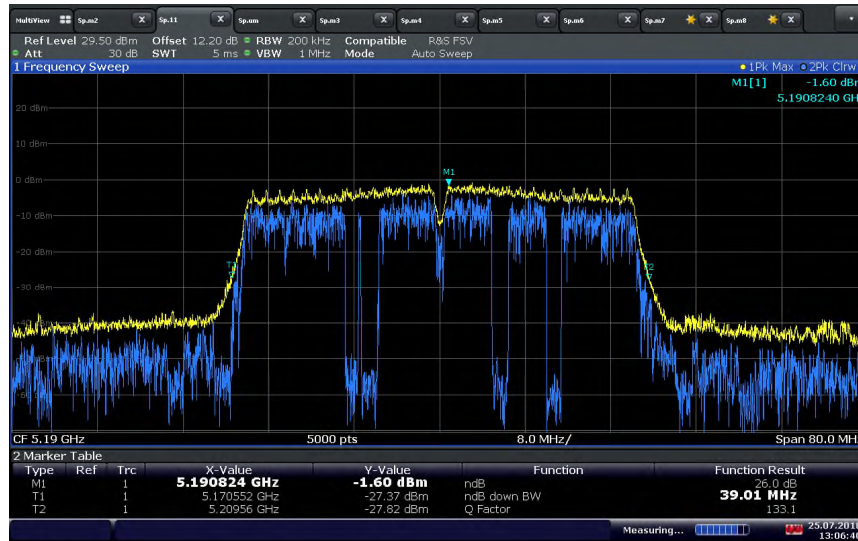 MultiView Sp.m2 X Sp.11 X Sp.um X Sp.m3 X Sp.m4 X Sp.m5 X Sp.m6 X Sp.m7 X Sp.m8 X
Ref Level 29.50 dBm Offset 12.20 dB RBW 200 kHz Compatible R&S FSV
Att 30 dB SWT 5 ms VBW 1 MHz Mode Auto Sweep
1 Frequency Sweep 1Pk Max 2Pk Clrw
M1[1] -1.60 dBm
5.1908240 GH
20 dBm
10 dBm
0 dBm
M1
-10 dBm
-20 dBm
T2
-30 dBm
CF 5.19 GHz 5000 pts 8.0 MHz/ Span 80.0 MH
2 Marker Table
Type Ref Trc X-Value Y-Value Function Function Result
M1 1 5.190824 GHz -1.60 dBm ndB 26.0 dB
T1 1 5.170552 GHz -27.37 dBm ndB down BW 39.01 MHz
T2 1 5.20956 GHz -27.82 dBm Q Factor 133.1
Measuring... 25.07.201
13:06:4